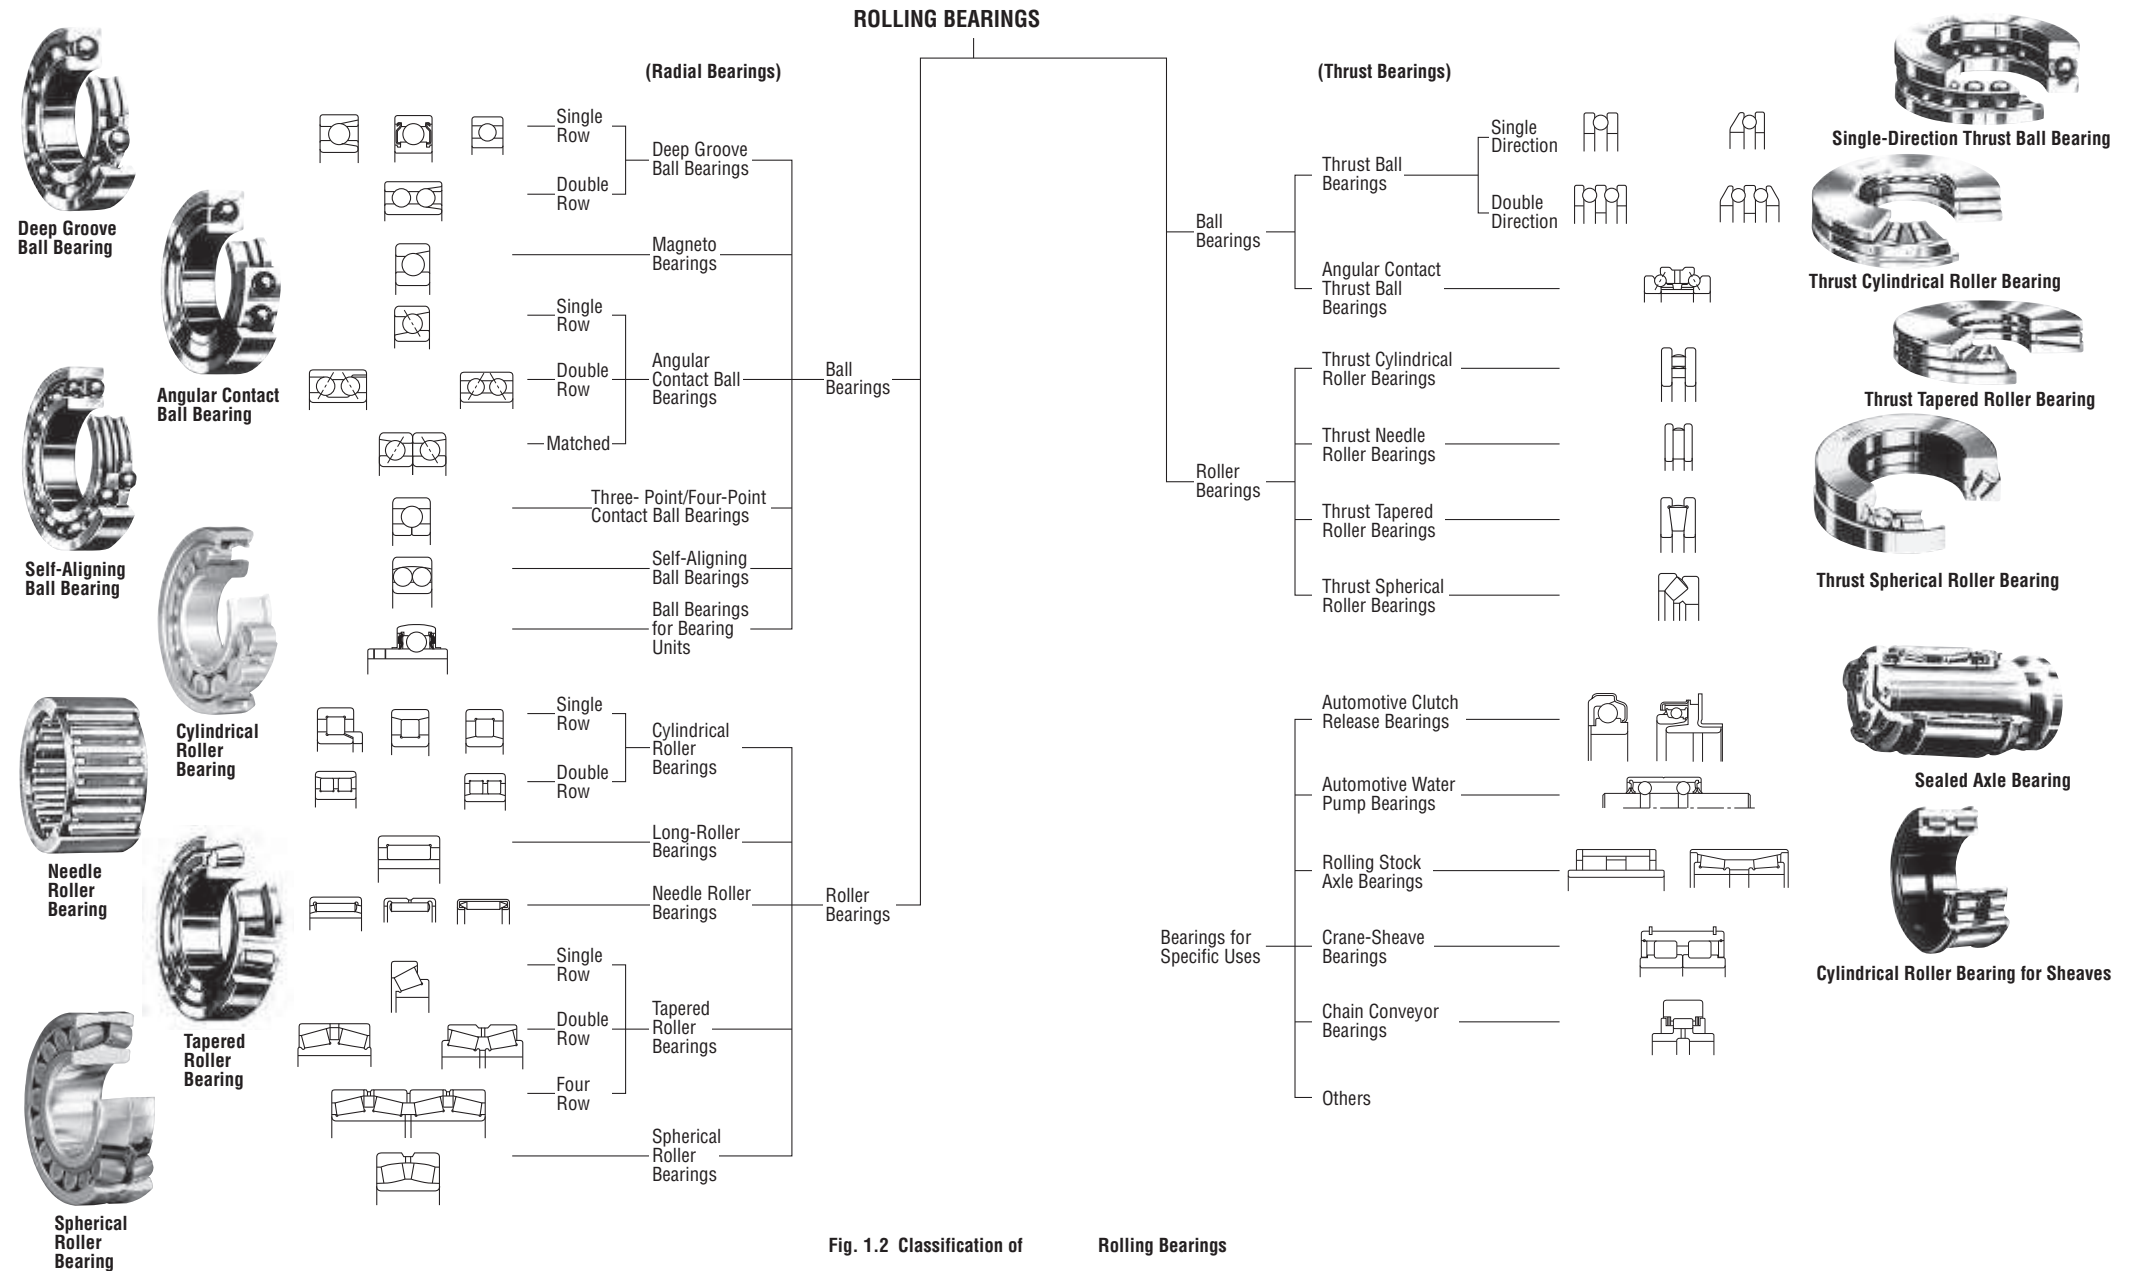 ROLLING BEARINGS
(Radial Bearings)
(Thrust Bearings)
Deep Groove
Ball Bearing
Angular Contact
Ball Bearing
Self-Aligning
Ball Bearing
Cylindrical
Roller
Bearing
Needle
Roller
Bearing
Tapered
Roller
Bearing
Spherical
Roller
Bearing
Single
Row
Double
Row
Deep Groove
Ball Bearings
Magneto
Bearings
Single
Row
Double
Row
Matched
Angular
Contact Ball
Bearings
Three- Point/Four-Point
Contact Ball Bearings
Self-Aligning
Ball Bearings
Ball Bearings
for Bearing
Units
Ball
Bearings
Single
Row
Double
Row
Cylindrical
Roller
Bearings
Long-Roller
Bearings
Needle Roller
Bearings
Single
Row
Double
Row
Four
Row
Tapered
Roller
Bearings
Spherical
Roller
Bearings
Roller
Bearings
Ball
Bearings
Thrust Ball
Bearings
Single
Direction
Double
Direction
Angular Contact
Thrust Ball
Bearings
Roller
Bearings
Thrust Cylindrical
Roller Bearings
Thrust Needle
Roller Bearings
Thrust Tapered
Roller Bearings
Thrust Spherical
Roller Bearings
Bearings for
Specific Uses
Automotive Clutch
Release Bearings
Automotive Water
Pump Bearings
Rolling Stock
Axle Bearings
Crane-Sheave
Bearings
Chain Conveyor
Bearings
Others
Single-Direction Thrust Ball Bearing
Thrust Cylindrical Roller Bearing
Thrust Tapered Roller Bearing
Thrust Spherical Roller Bearing
Sealed Axle Bearing
Cylindrical Roller Bearing for Sheaves
Fig. 1.2 Classification of Rolling Bearings